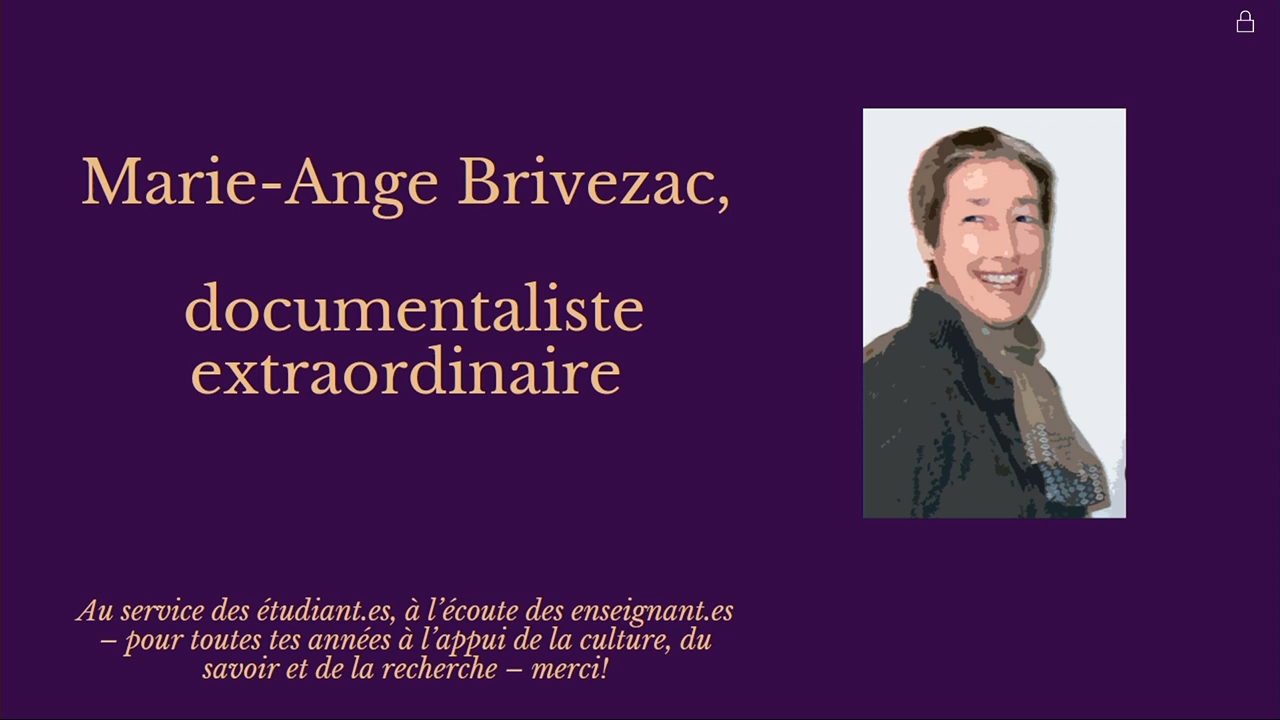 Marie-Ange Brivezac,
documentaliste
extraordinaire
Au service des étudiant.es, à l’écoute des enseignant.es
– pour toutes tes années à l’appui de la culture, du
savoir et de la recherche – merci!